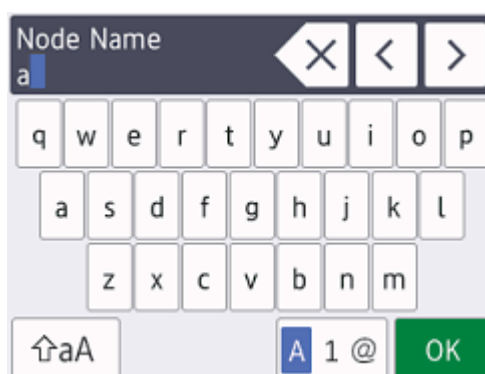 Node Name
a
q w e r t y u i o p
a s d f g h j k l
z x c v b n m
⇧aA A 1 @ OK